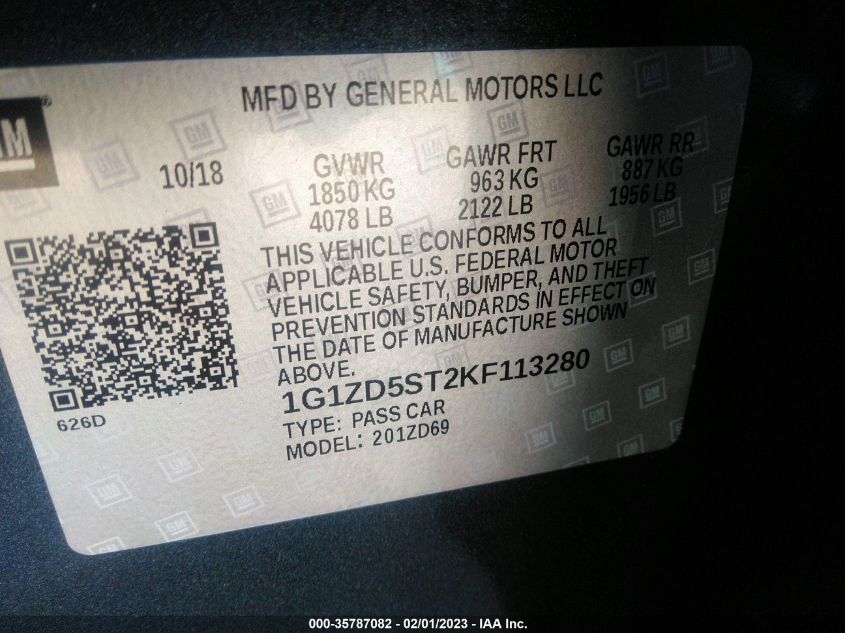 GM
MFD BY GENERAL MOTORS LLC
10/18
GVWR
1850 KG
4078 LB
GAWR FRT
963 KG
2122 LB
GAWR RR
887 KG
1956 LB
THIS VEHICLE CONFORMS TO ALL
APPLICABLE U.S. FEDERAL MOTOR
VEHICLE SAFETY, BUMPER, AND THEFT
PREVENTION STANDARDS IN EFFECT ON
THE DATE OF MANUFACTURE SHOWN
ABOVE.
1G1ZD5ST2KF113280
TYPE: PASS CAR
MODEL: 201ZD69
626D
000-35787082 - 02/01/2023 - IAA Inc.